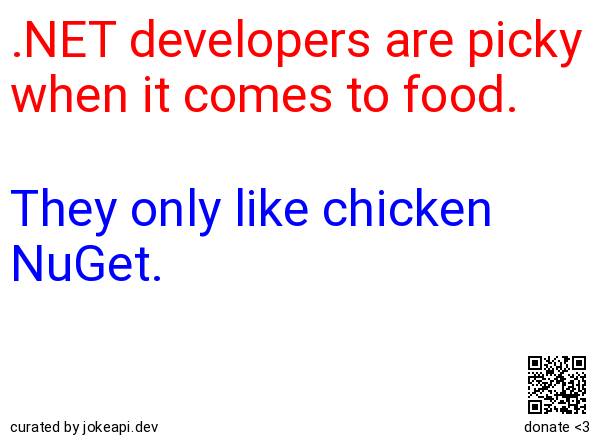 .NET developers are picky
when it comes to food.
They only like chicken
NuGet.
curated by jokeapi.dev
donate <3